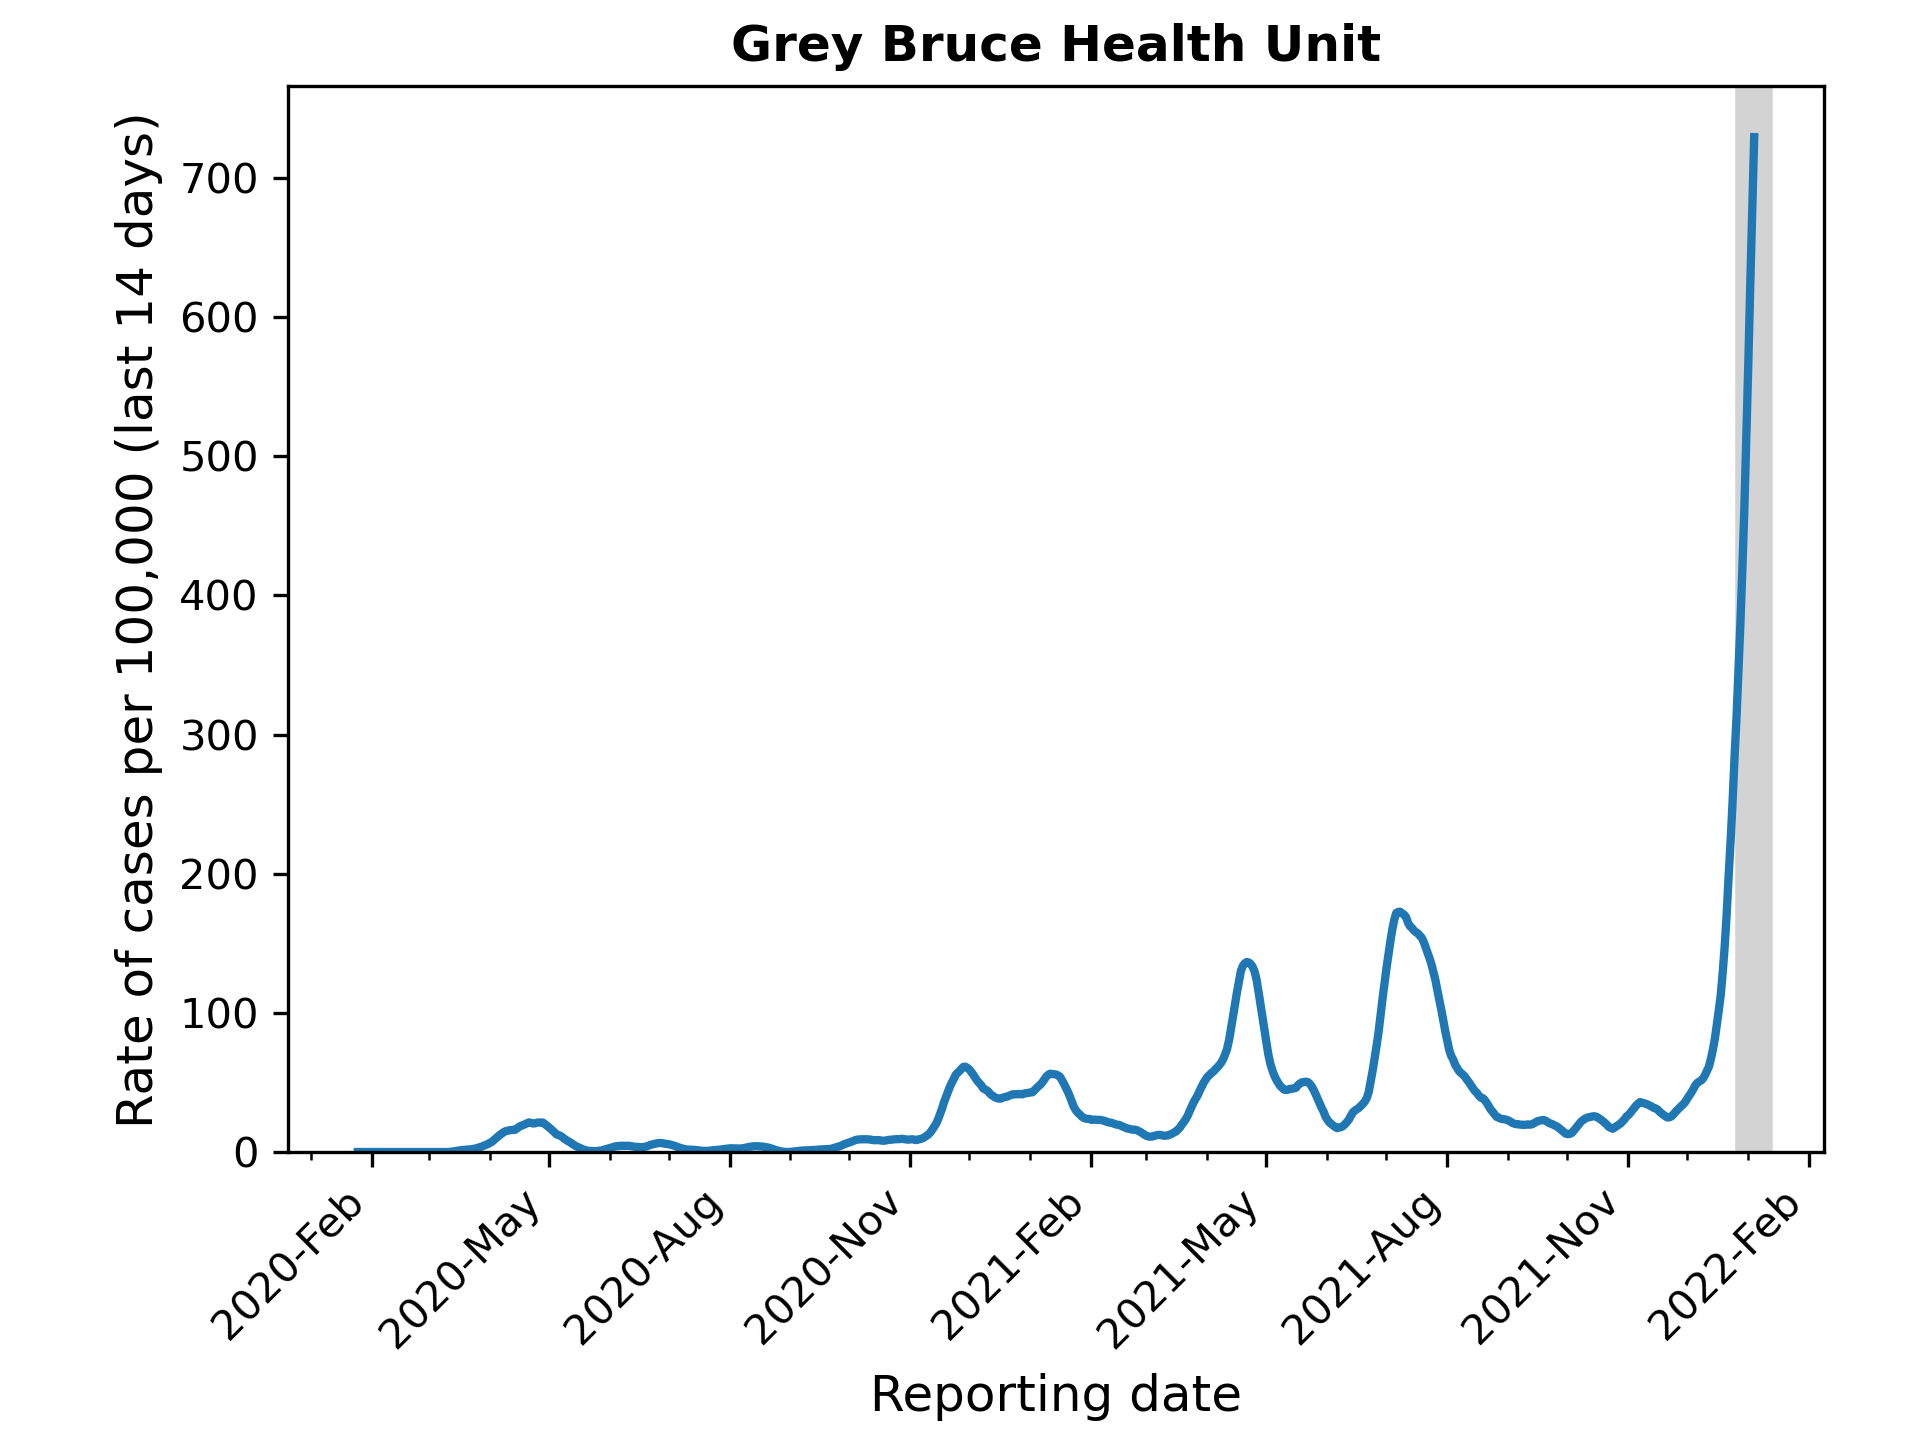 Grey Bruce Health Unit
Rate of cases per 100,000 (last 14 days)
700
600
500
400
300
200
100
0
2020-Feb
2020-May
2020-Aug
2020-Nov
2021-Feb
2021-May
2021-Aug
2021-Nov
2022-Feb
Reporting date